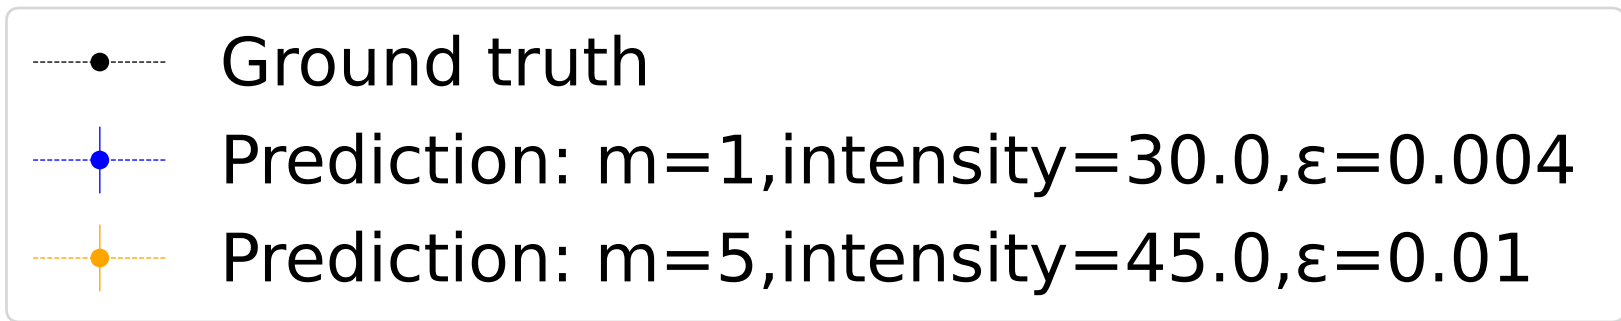 Ground truth
Prediction: m=1,intensity=30.0,ε=0.004
Prediction: m=5,intensity=45.0,ε=0.01